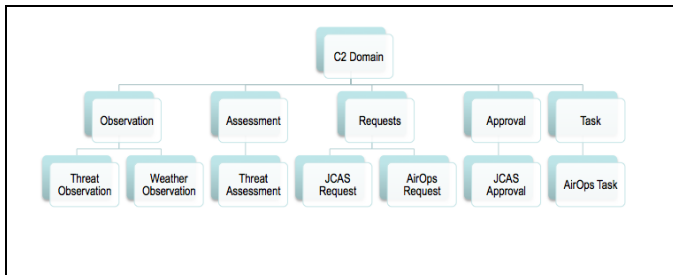 C2 Domain
Observation
Assessment
Requests
Approval
Task
Threat
Observation
Weather
Observation
Threat
Assessment
JCAS
Request
AirOps
Request
JCAS
Approval
AirOps Task